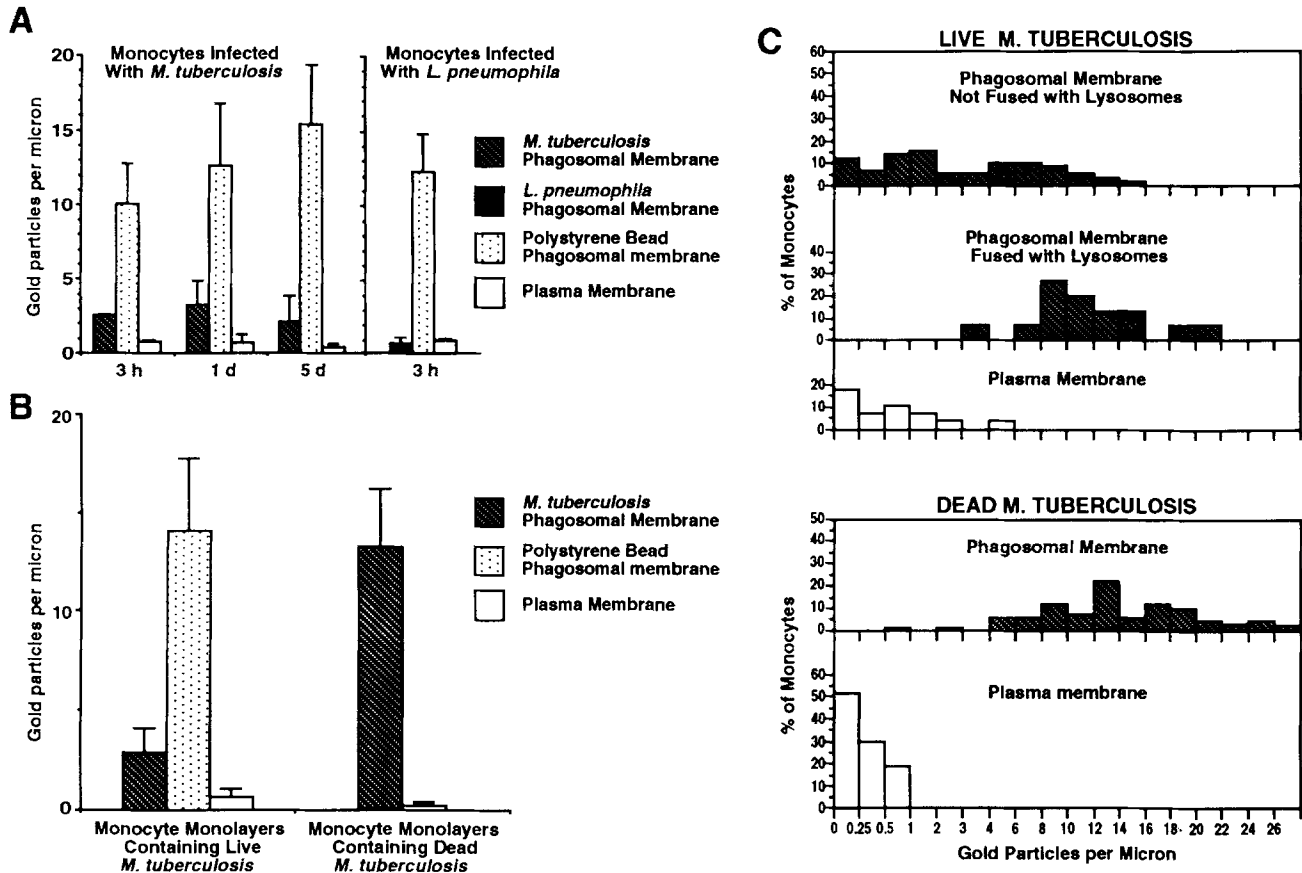 A
Monocytes Infected
With M. tuberculosis
Monocytes Infected
With L. pneumophila
Gold particles per micron
20
15
10
5
0
3 h
1 d
5 d
3 h
M. tuberculosis
Phagosomal Membrane
L. pneumophila
Phagosomal Membrane
Polystyrene Bead
Phagosomal membrane
Plasma Membrane
B
Gold particles per micron
20
10
0
Monocyte Monolayers
Containing Live
M. tuberculosis
Monocyte Monolayers
Containing Dead
M. tuberculosis
M. tuberculosis
Phagosomal Membrane
Polystyrene Bead
Phagosomal membrane
Plasma Membrane
C
LIVE M. TUBERCULOSIS
% of Monocytes
60
50
40
30
20
10
0
Phagosomal Membrane
Not Fused with Lysosomes
40
30
20
10
0
Phagosomal Membrane
Fused with Lysosomes
20
10
0
Plasma Membrane
DEAD M. TUBERCULOSIS
% of Monocytes
50
40
30
20
10
0
Phagosomal Membrane
60
50
40
30
20
10
0
Plasma membrane
0 0.25 0.5 1 2 3 4 6 8 10 12 14 16 18 20 22 24 26
Gold Particles per Micron